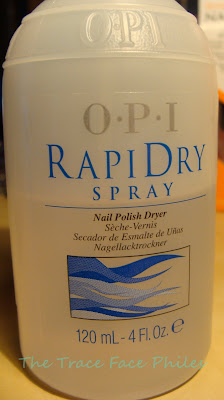 O·P·I
RAPIDRY
SPRAY
Nail Polish Dryer
Sèche-Vernis
Secador de Esmalte de Uñas
Nagellacktrockner
120 mL - 4 Fl. Oz. ℮
The Trace Face Philes